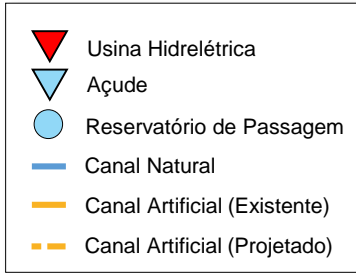 Usina Hidrelétrica
Açude
Reservatório de Passagem
Canal Natural
Canal Artificial (Existente)
Canal Artificial (Projetado)